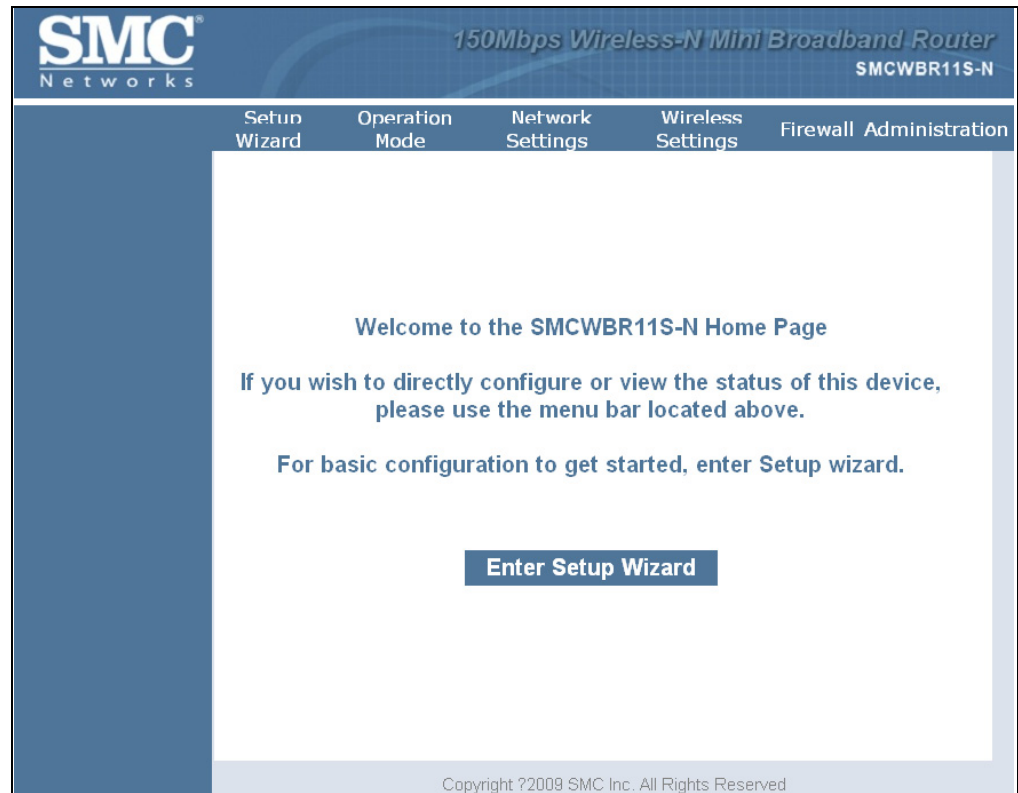 SMC®
Networks
150Mbps Wireless-N Mini Broadband Router
SMCWBR11S-N
Setup Wizard
Operation Mode
Network Settings
Wireless Settings
Firewall
Administration
Welcome to the SMCWBR11S-N Home Page
If you wish to directly configure or view the status of this device,
please use the menu bar located above.
For basic configuration to get started, enter Setup wizard.
Enter Setup Wizard
Copyright ?2009 SMC Inc. All Rights Reserved